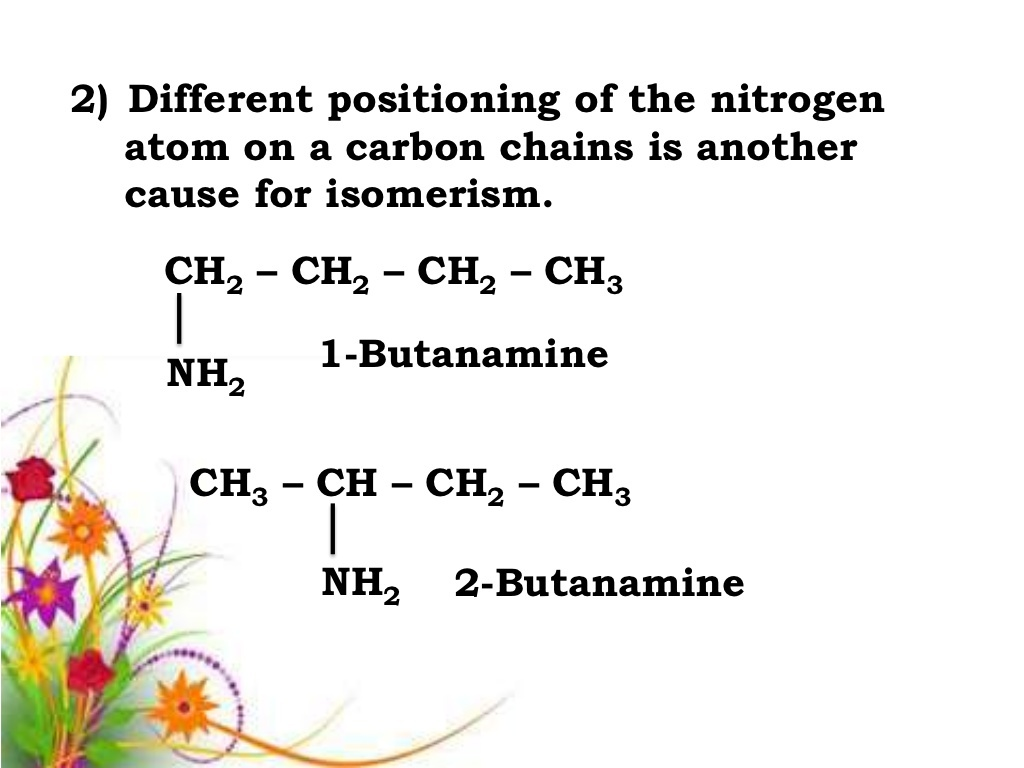 2) Different positioning of the nitrogen
atom on a carbon chains is another
cause for isomerism.
CH₂ – CH₂ – CH₂ – CH₃
1-Butanamine
NH₂
CH₃ – CH – CH₂ – CH₃
NH₂ 2-Butanamine